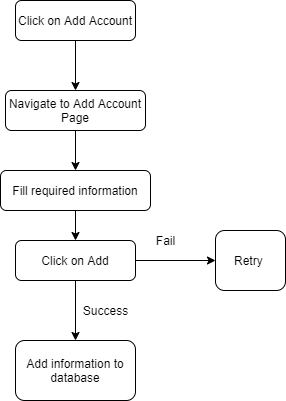 Click on Add Account
Navigate to Add Account
Page
Fill required information
Click on Add
Fail
Retry
Success
Add information to
database